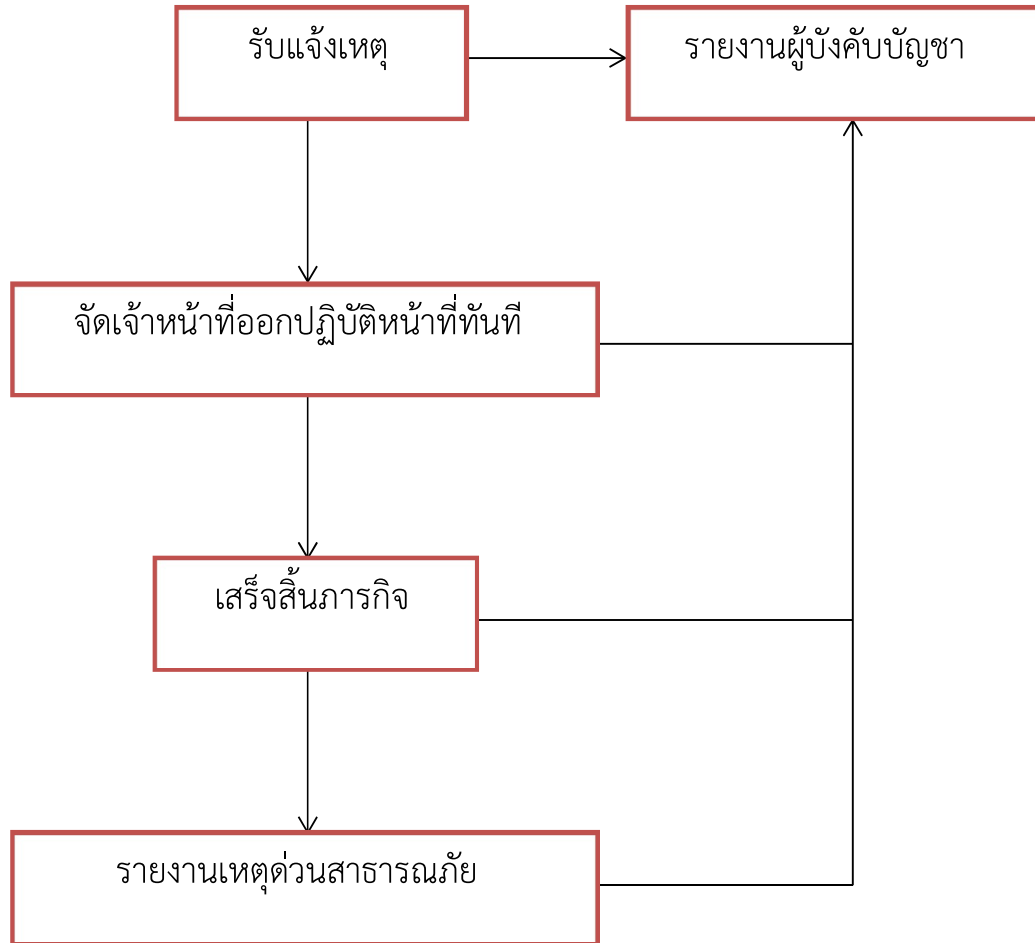 รับแจ้งเหตุ
รายงานผู้บังคับบัญชา
จัดเจ้าหน้าที่ออกปฏิบัติหน้าที่ทันที
เสร็จสิ้นภารกิจ
รายงานเหตุด่วนสาธารณภัย